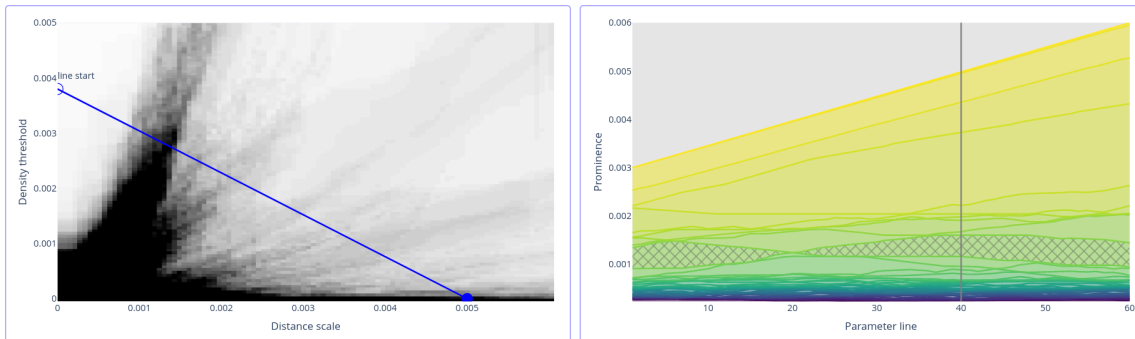 0.005
0.004
line start
0.003
0.002
0.001
0
0 0.001 0.002 0.003 0.004 0.005
Density threshold
Distance scale
0.006
0.005
0.004
0.003
0.002
0.001
10 20 30 40 50 60
Prominence
Parameter line